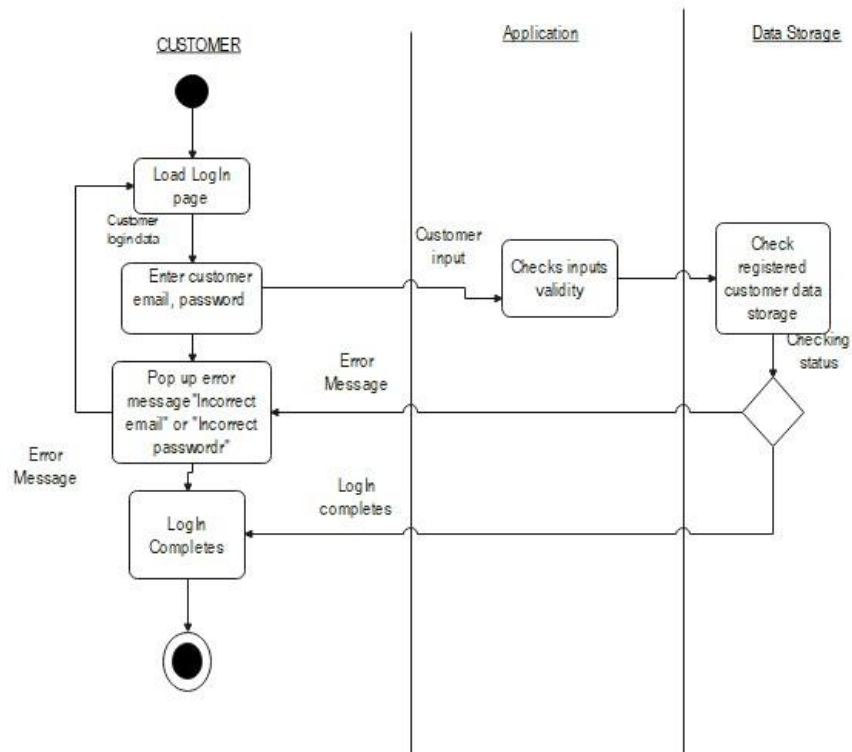 CUSTOMER
Application
Data Storage
Load LogIn
page
Customer
login data
Enter customer
email, password
Customer
input
Checks inputs
validity
Check
registered
customer data
storage
Checking
status
Pop up error
message"Incorrect
email" or "Incorrect
passwordr"
Error
Message
Error
Message
LogIn
completes
LogIn
Completes